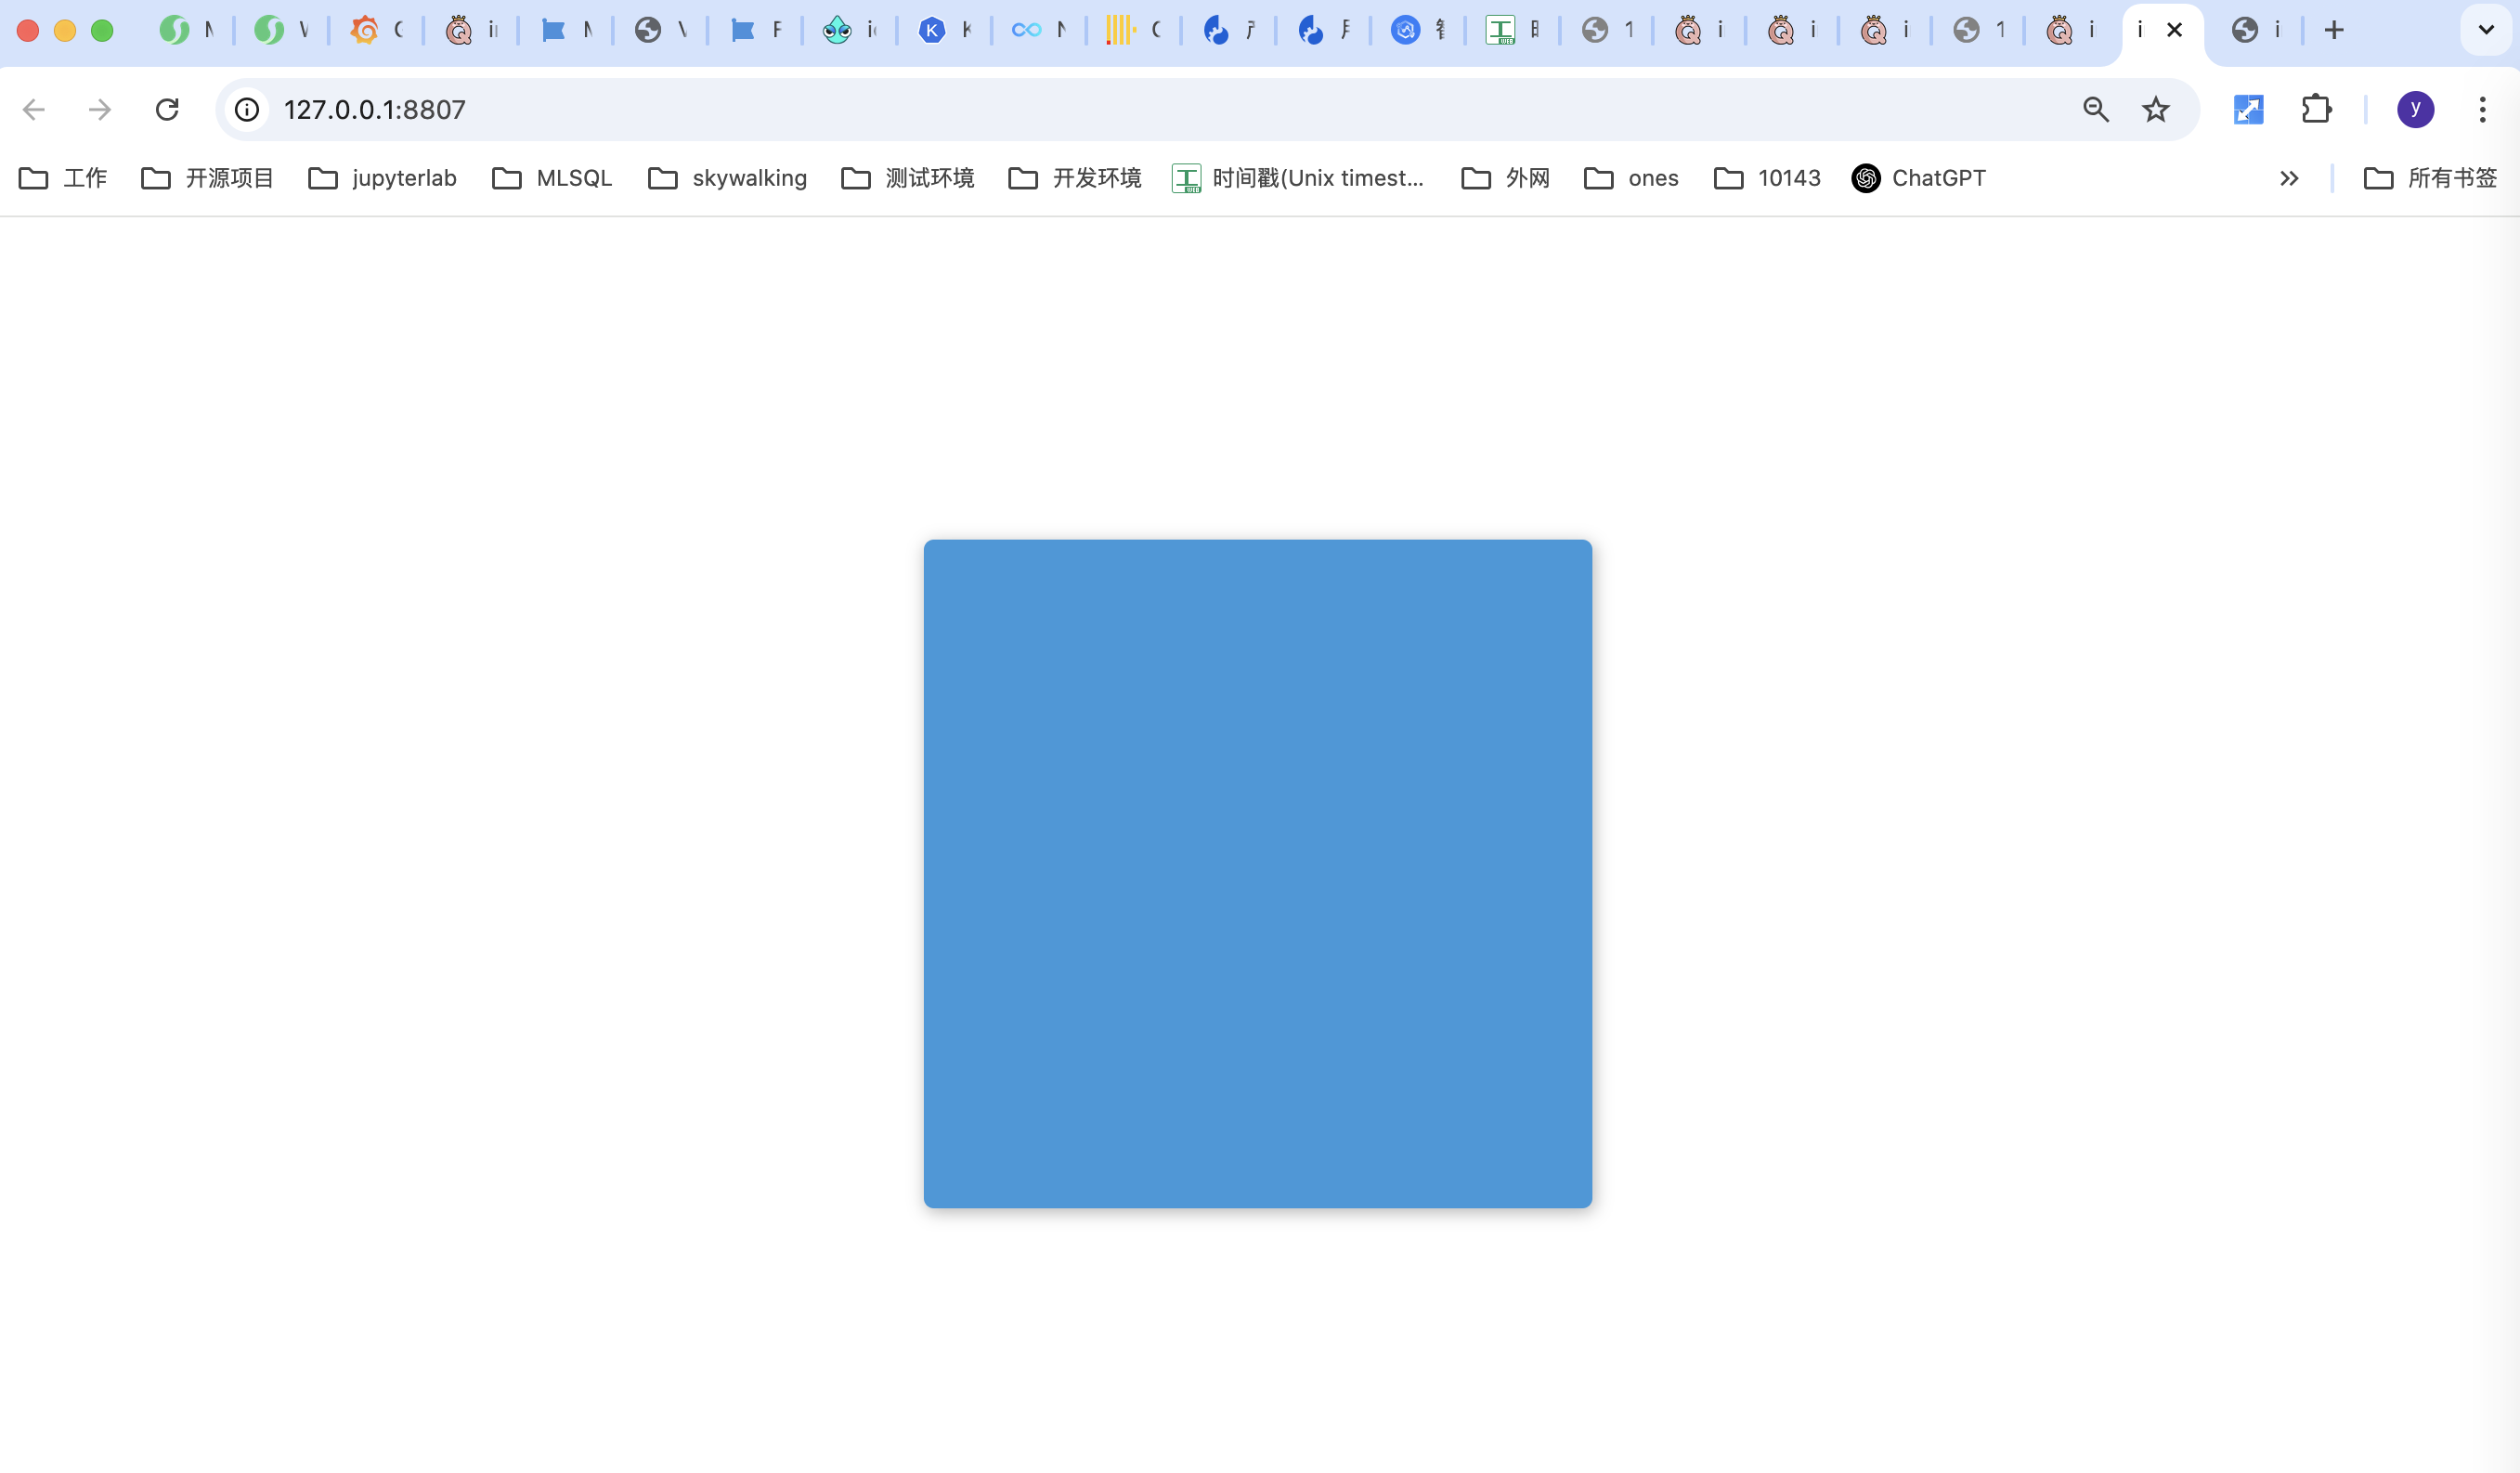 127.0.0.1:8807
y
工作 开源项目 jupyterlab MLSQL skywalking 测试环境 开发环境 时间戳(Unix timest... 外网 ones 10143 ChatGPT 所有书签